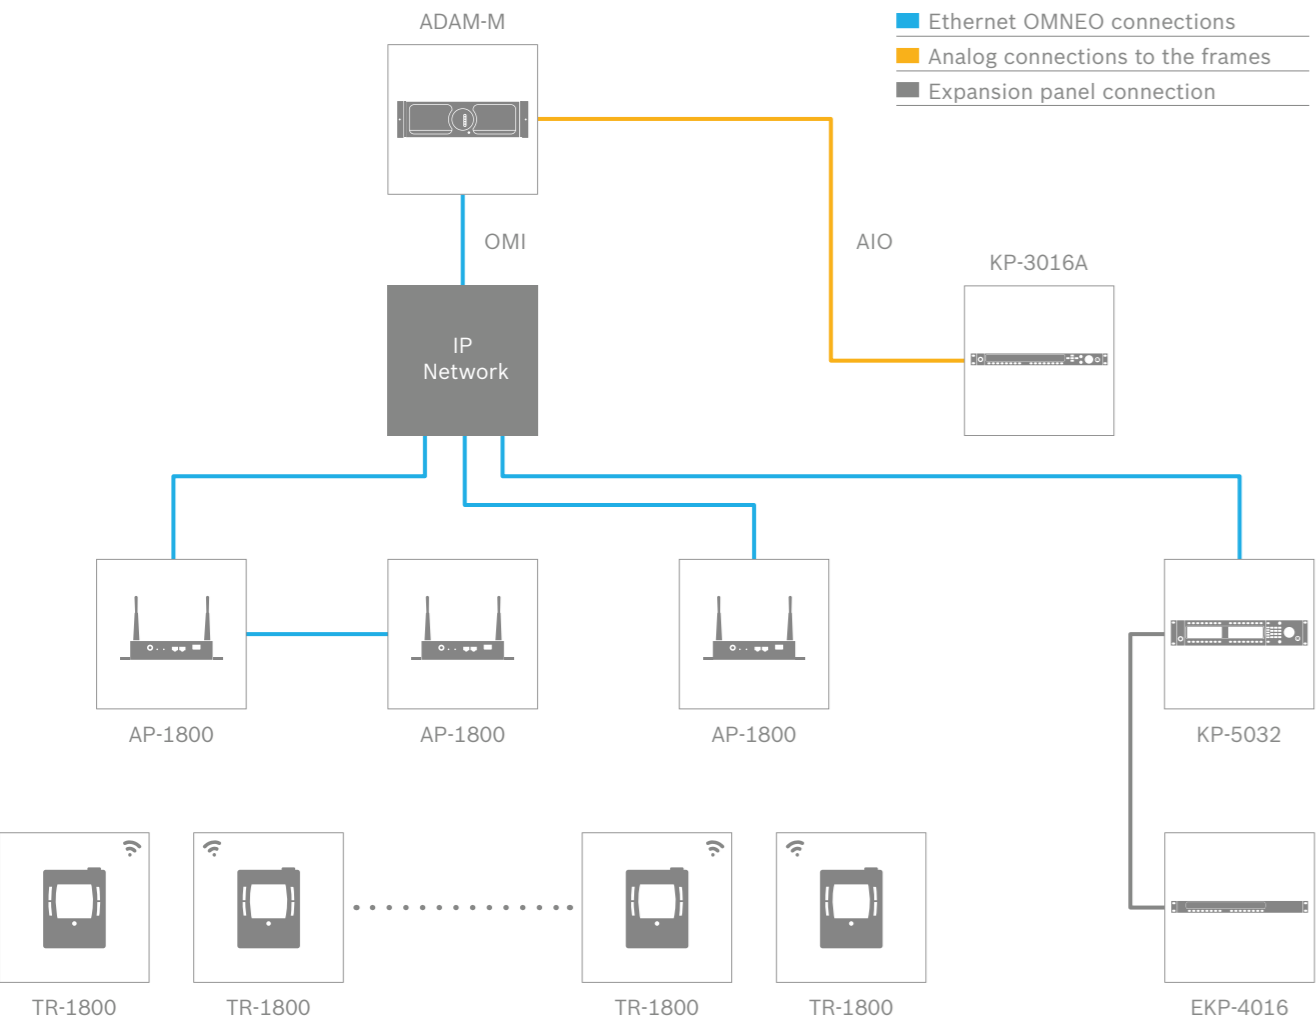 ADAM-M
Ethernet OMNEO connections
Analog connections to the frames
Expansion panel connection
OMI
AIO
KP-3016A
IP
Network
AP-1800
AP-1800
AP-1800
KP-5032
TR-1800
TR-1800
TR-1800
TR-1800
EKP-4016